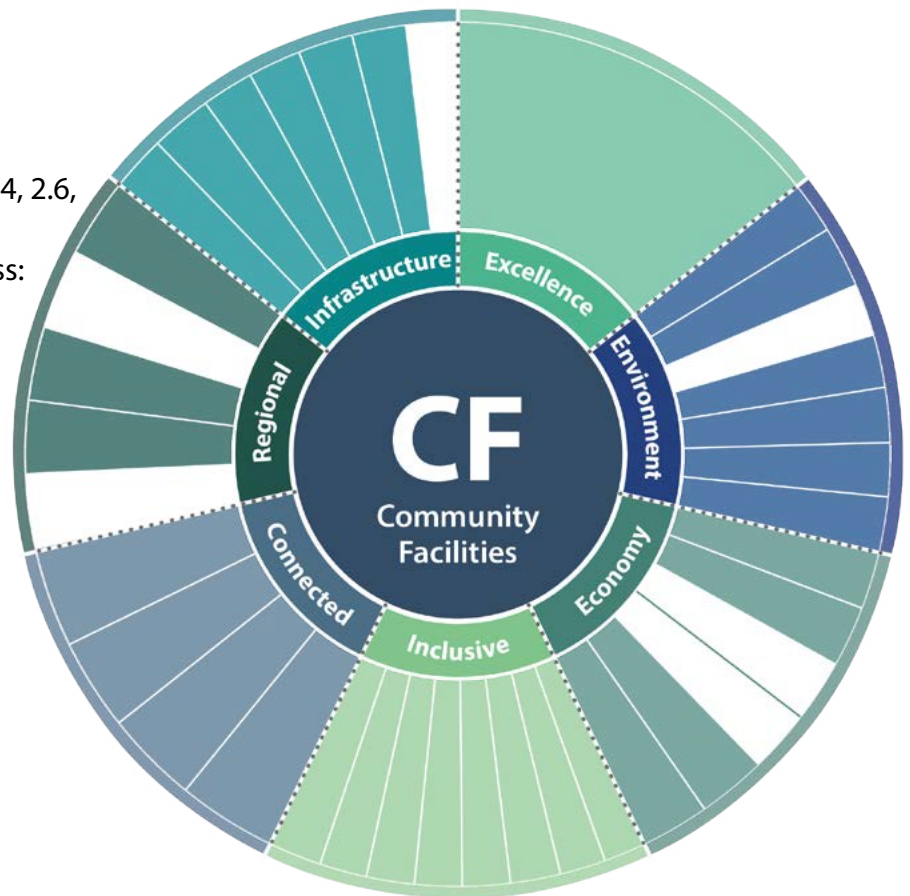 4, 2.6,
ss:
Infrastructure
Excellence
Environment
Economy
Inclusive
Connected
Regional
CF
Community
Facilities